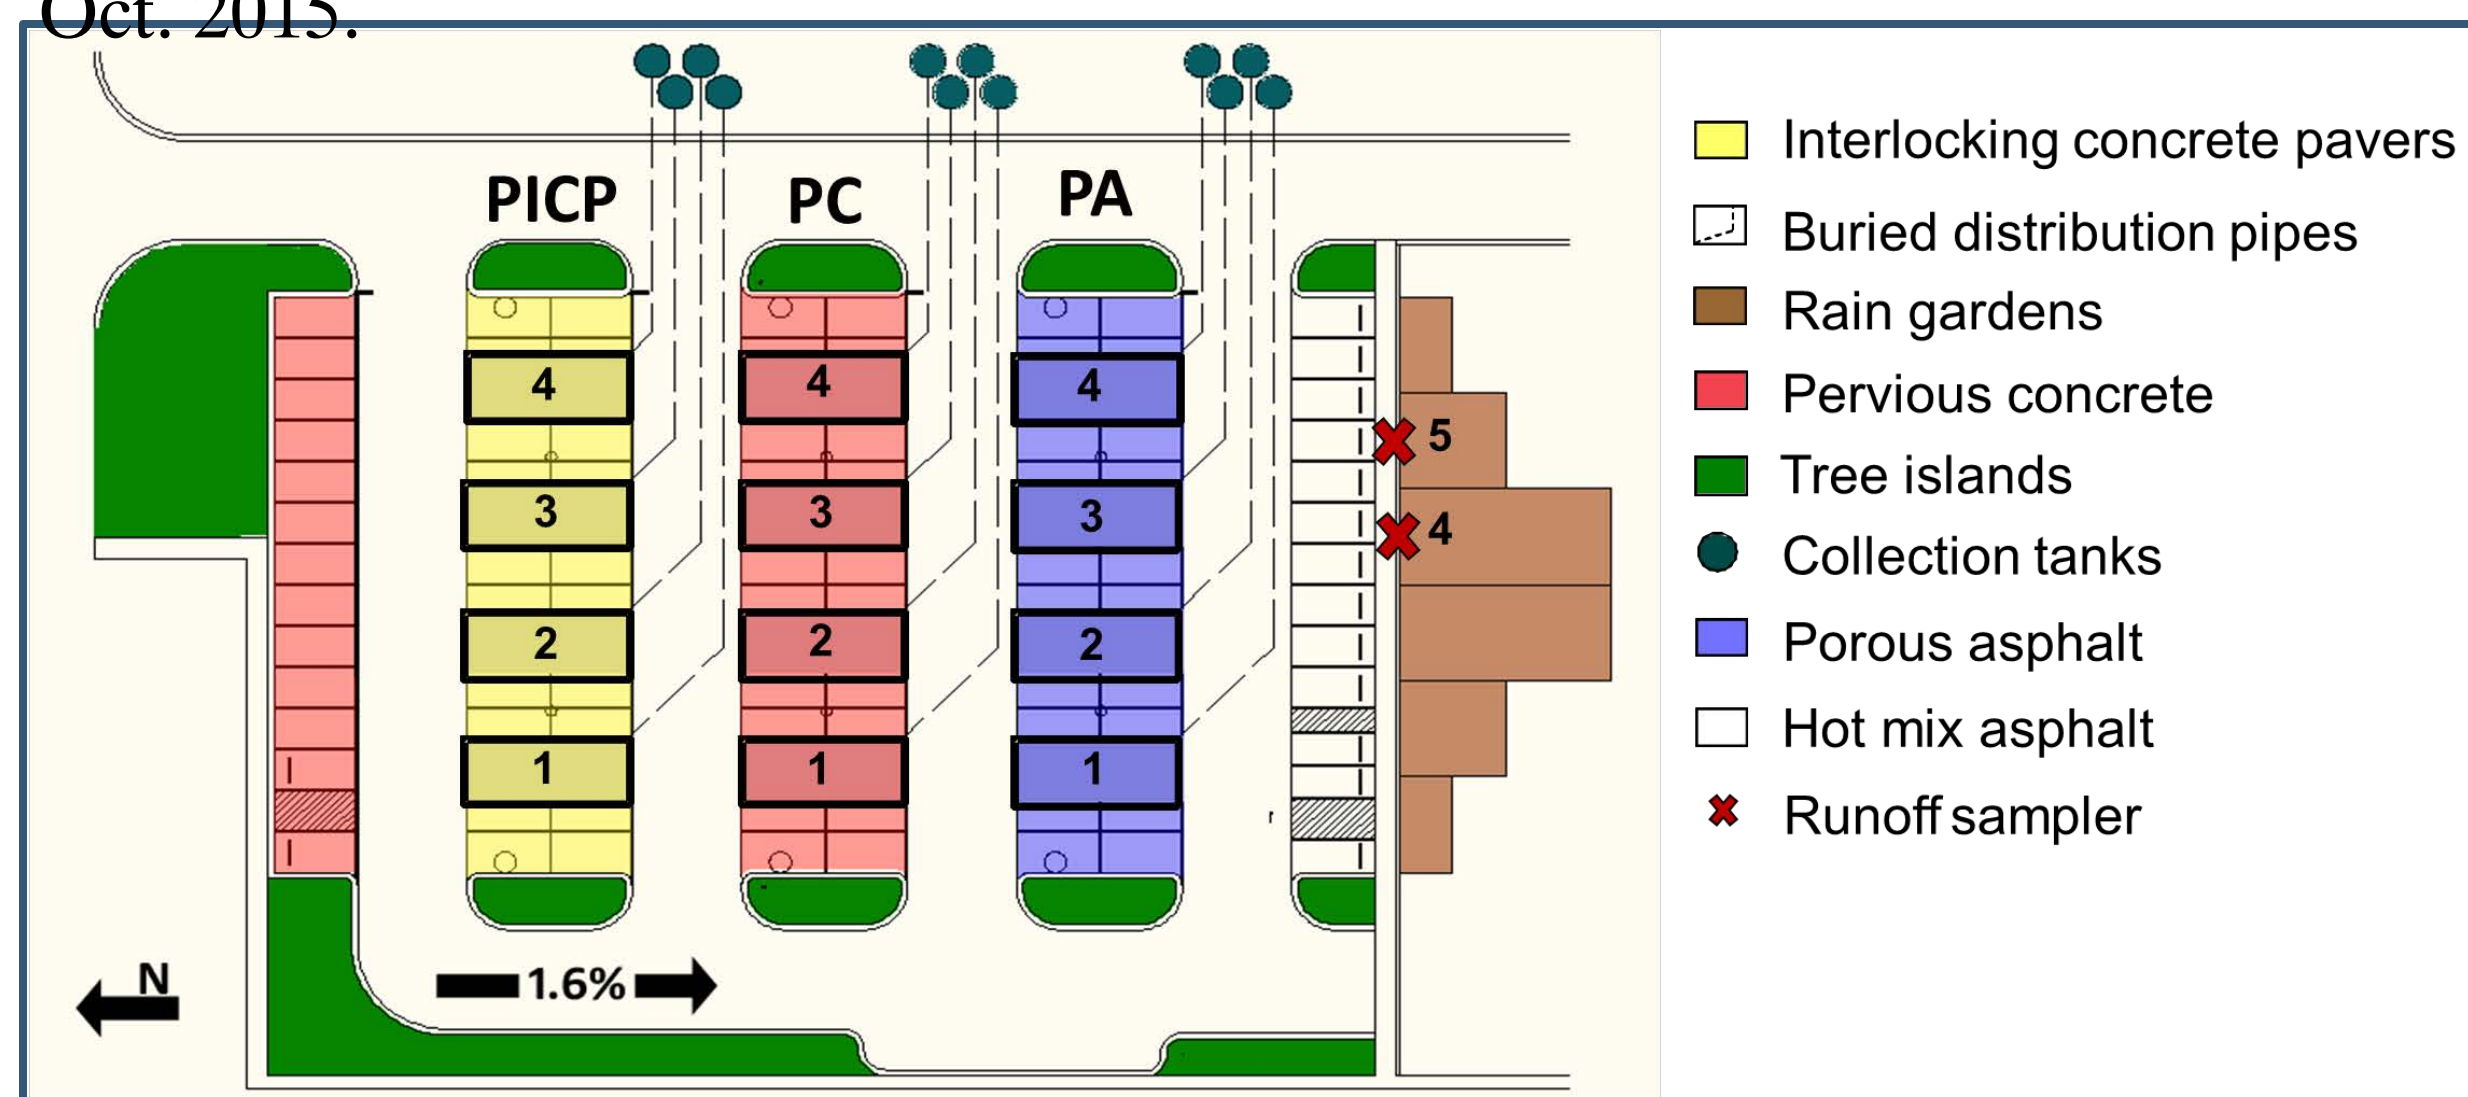 Oct. 2015.
PICP
PC
PA
4 4 4
5
3 3 3
4
2 2 2
1 1 1
N
1.6%
Interlocking concrete pavers
Buried distribution pipes
Rain gardens
Pervious concrete
Tree islands
Collection tanks
Porous asphalt
Hot mix asphalt
Runoff sampler